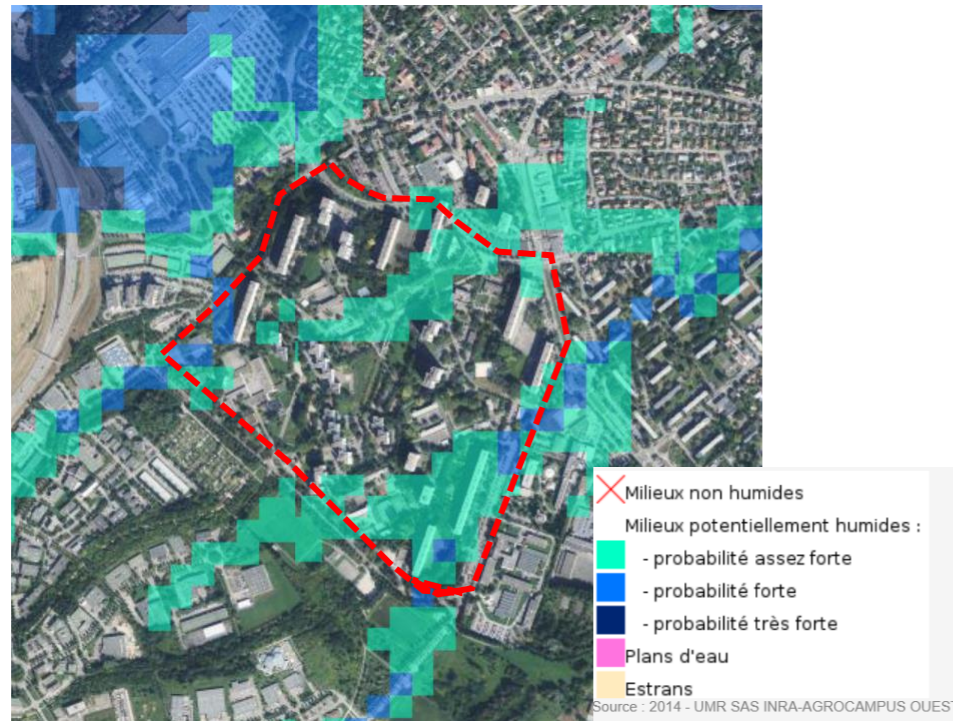 Milieux non humides
Milieux potentiellement humides :
- probabilité assez forte
- probabilité forte
- probabilité très forte
Plans d'eau
Estrans
Source : 2014 - UMR SAS INRA-AGROCAMPUS OUEST